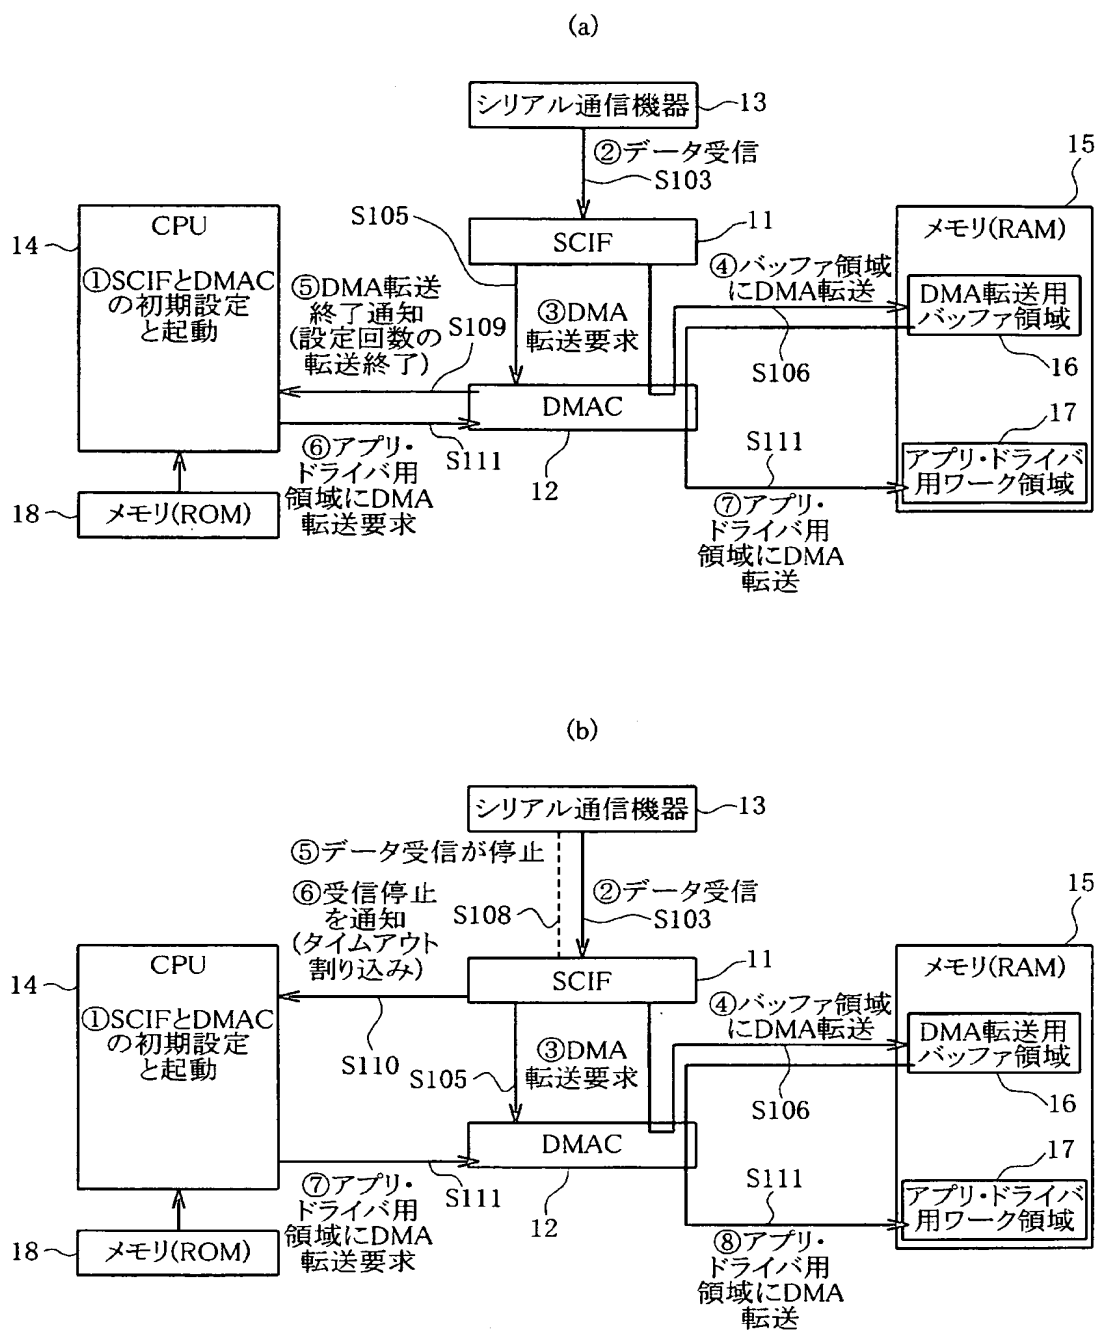 (a)
シリアル通信機器
13
②データ受信
S103
15
CPU
14
①SCIFとDMAC
の初期設定
と起動
S105
SCIF
11
メモリ(RAM)
⑤DMA転送
終了通知
(設定回数の
転送終了)
S109
③DMA
転送要求
④バッファ領域
にDMA転送
S106
DMA転送用
バッファ領域
16
DMAC
12
17
⑥アプリ・
ドライバ用
領域にDMA
転送要求
S111
S111
アプリ・ドライバ
用ワーク領域
18
メモリ(ROM)
⑦アプリ・
ドライバ用
領域にDMA
転送
(b)
シリアル通信機器
13
⑤データ受信が停止
②データ受信
S103
15
⑥受信停止
を通知
(タイムアウト
割り込み)
S108
CPU
14
①SCIFとDMAC
の初期設定
と起動
SCIF
11
メモリ(RAM)
S110
S105
③DMA
転送要求
④バッファ領域
にDMA転送
S106
DMA転送用
バッファ領域
16
DMAC
12
17
⑦アプリ・
ドライバ用
領域にDMA
転送要求
S111
S111
アプリ・ドライバ
用ワーク領域
18
メモリ(ROM)
⑧アプリ・
ドライバ用
領域にDMA
転送